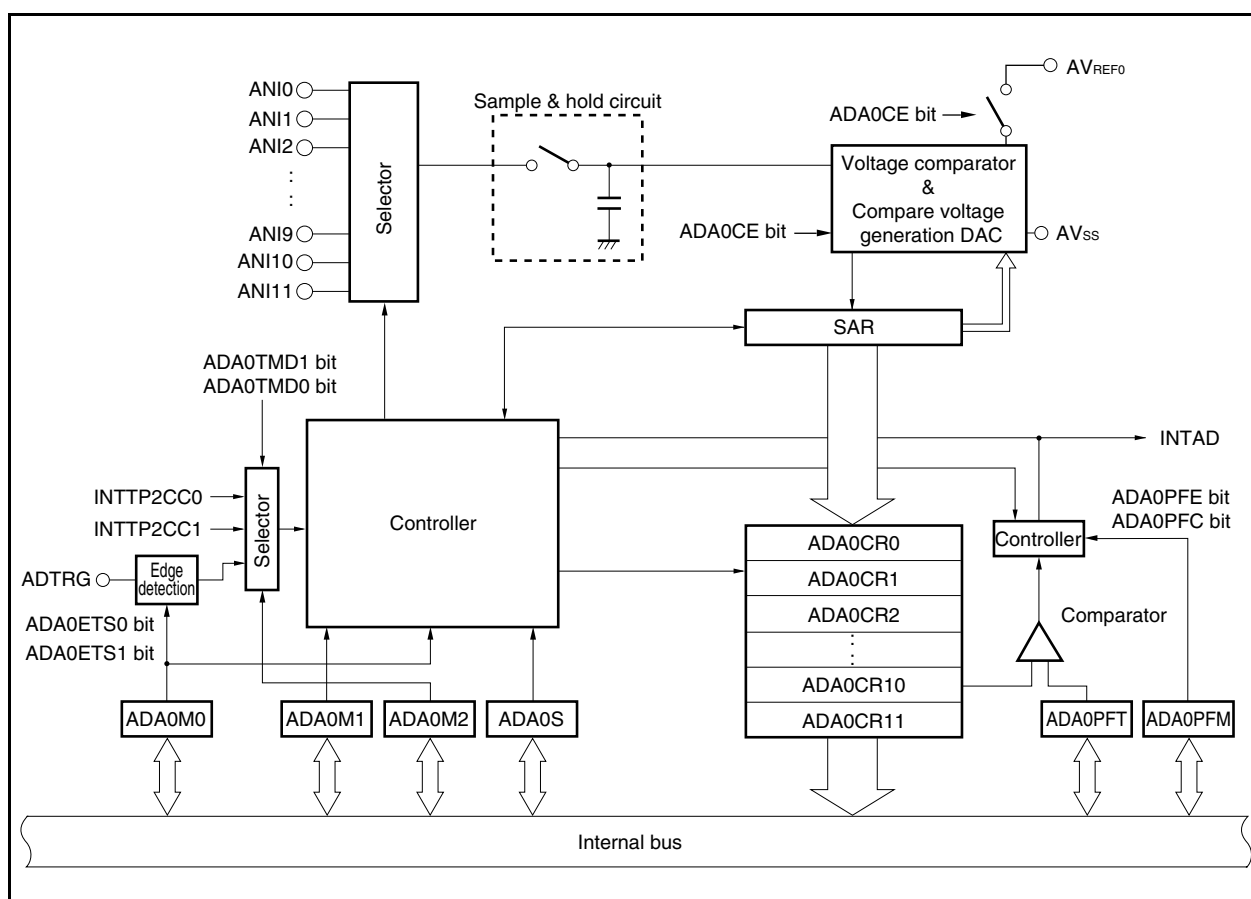 ANI0
ANI1
ANI2
ANI9
ANI10
ANI11
Selector
Sample & hold circuit
ADA0CE bit
AVREF0
Voltage comparator
&
Compare voltage
generation DAC
ADA0CE bit
AVSS
SAR
ADA0TMD1 bit
ADA0TMD0 bit
INTTP2CC0
INTTP2CC1
ADTRG
Edge
detection
Selector
Controller
ADA0ETS0 bit
ADA0ETS1 bit
INTAD
ADA0PFE bit
ADA0PFC bit
Controller
Comparator
ADA0CR0
ADA0CR1
ADA0CR2
ADA0CR10
ADA0CR11
ADA0M0
ADA0M1
ADA0M2
ADA0S
ADA0PFT
ADA0PFM
Internal bus